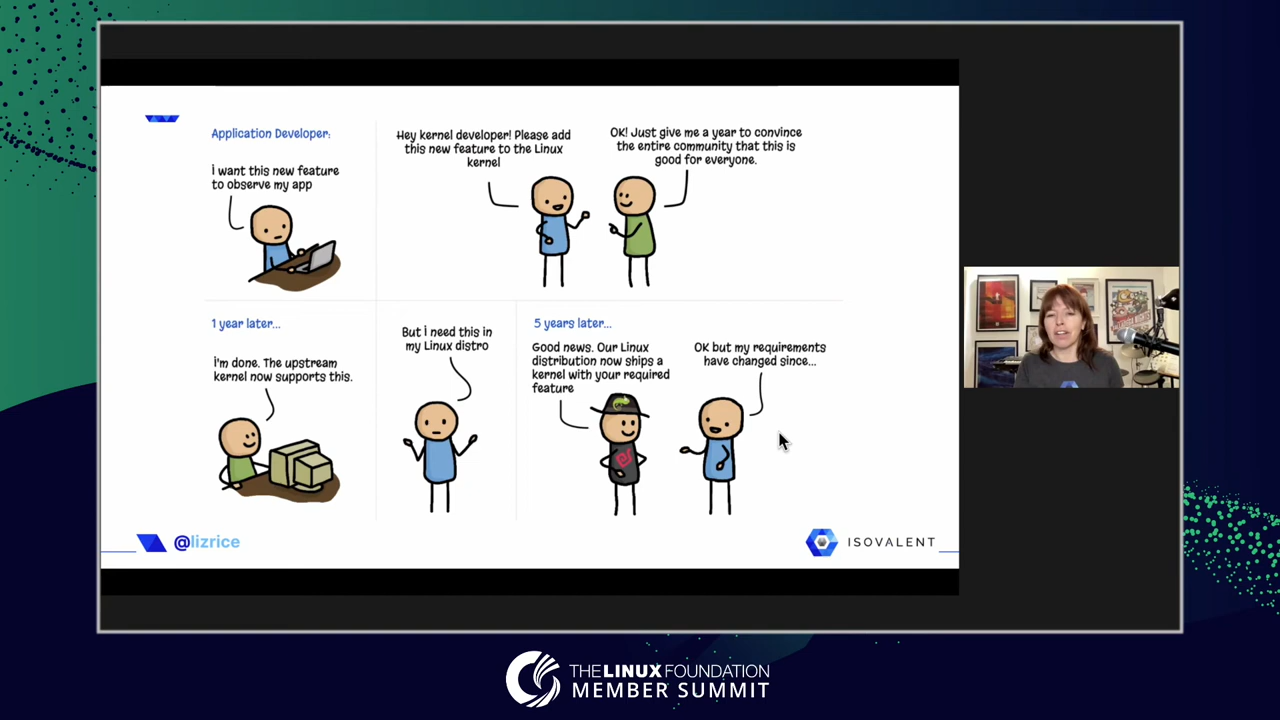 Application Developer:
i want this new feature
to observe my app
Hey kernel developer! Please add
this new feature to the Linux
kernel
OK! Just give me a year to convince
the entire community that this is
good for everyone.
1 year later...
i'm done. The upstream
kernel now supports this.
But i need this in
my Linux distro
5 years later...
Good news. Our Linux
distribution now ships a
kernel with your required
feature
OK but my requirements
have changed since...
@lizrice
ISOVALENT
THE LINUX FOUNDATION
MEMBER SUMMIT